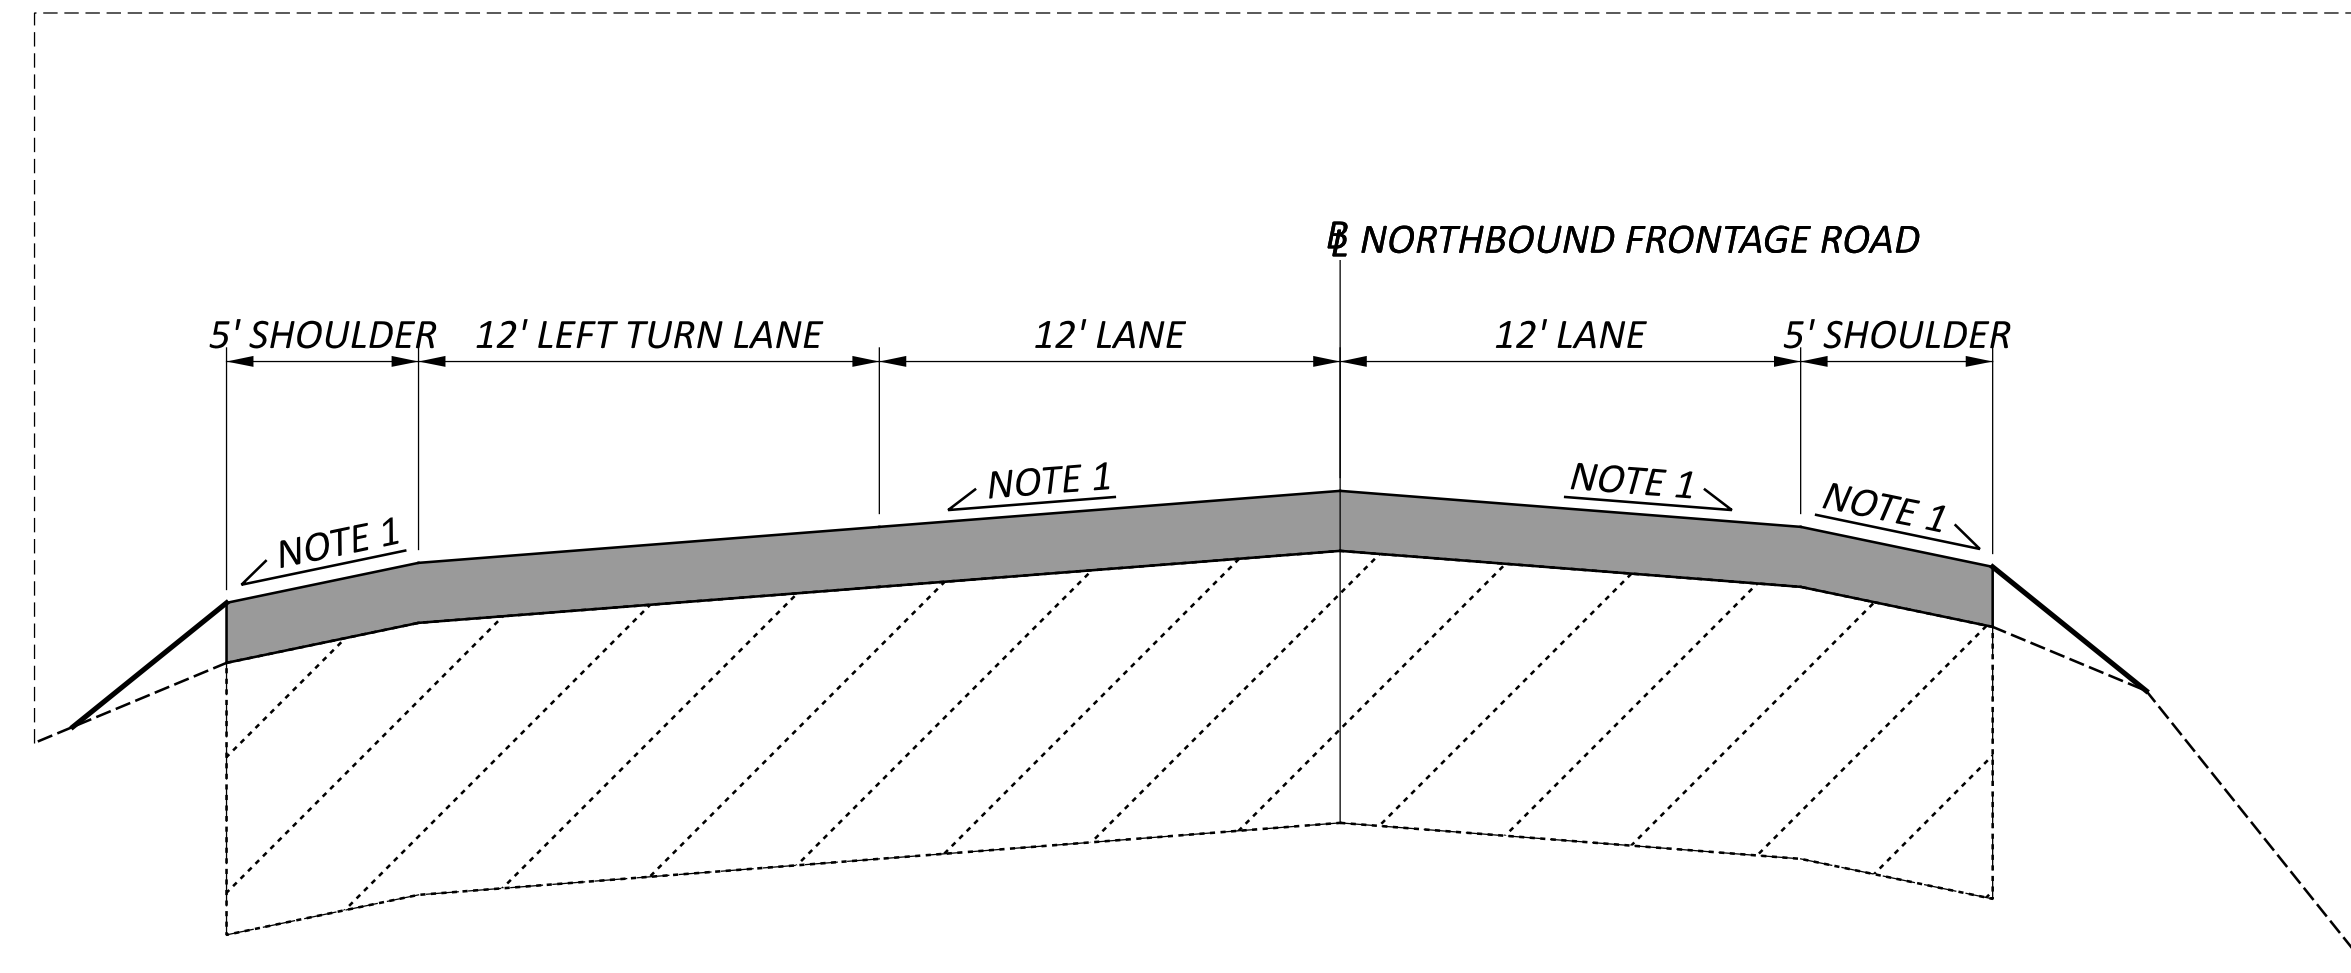 BL NORTHBOUND FRONTAGE ROAD
5' SHOULDER 12' LEFT TURN LANE 12' LANE 12' LANE 5' SHOULDER
NOTE 1 NOTE 1 NOTE 1 NOTE 1